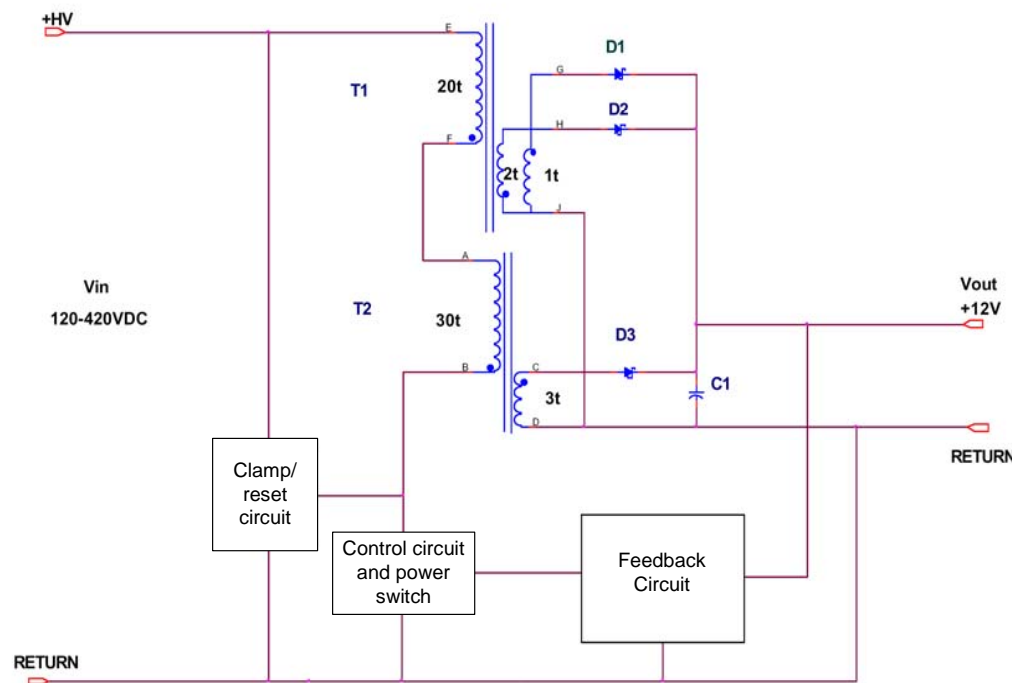 +HV
E
D1
G
T1
20t
D2
F
H
2t
1t
J
A
Vin
120-420VDC
T2
30t
Vout
+12V
D3
B
C
C1
3t
D
RETURN
Clamp/
reset
circuit
Control circuit
and power
switch
Feedback
Circuit
RETURN